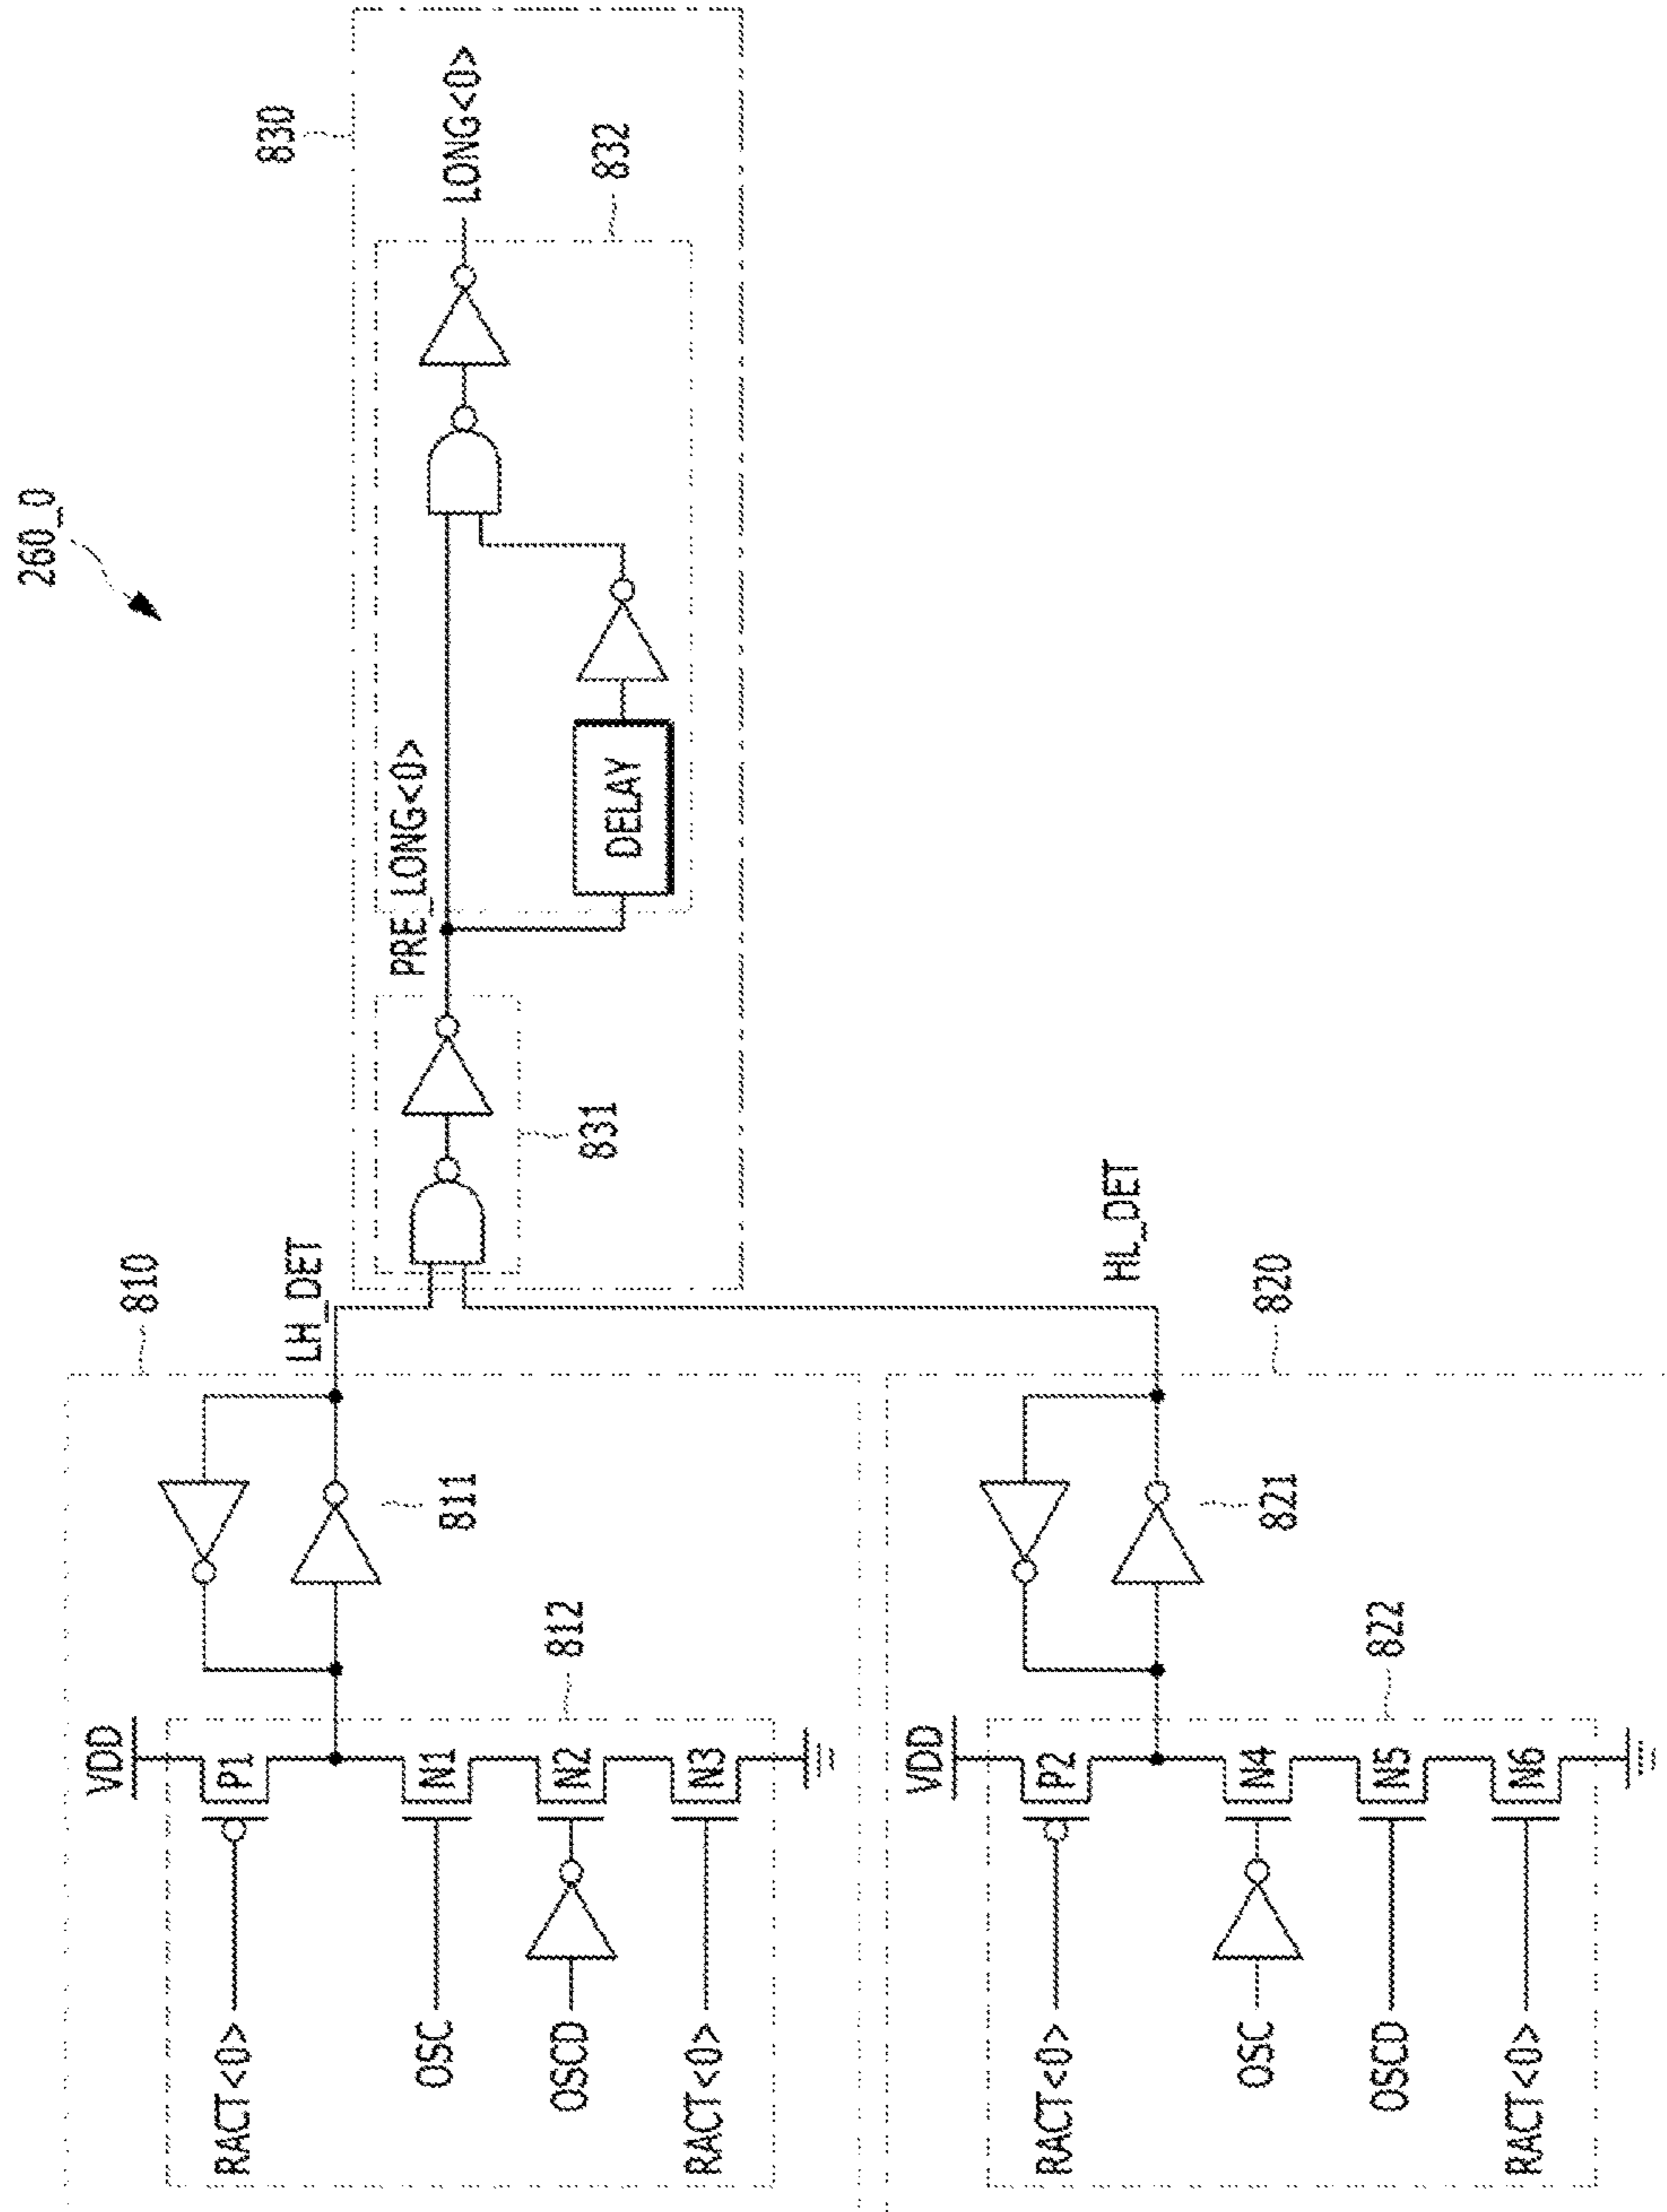 260_0
810
VDD
RACT<0>
P1
OSC
N1
OSCD
N2
RACT<0>
N3
812
811
LH_DET
830
831
PRE_LONG<0>
DELAY
832
LONG<0>
820
VDD
RACT<0>
P2
OSC
N4
OSCD
N5
RACT<0>
N6
822
821
HL_DET